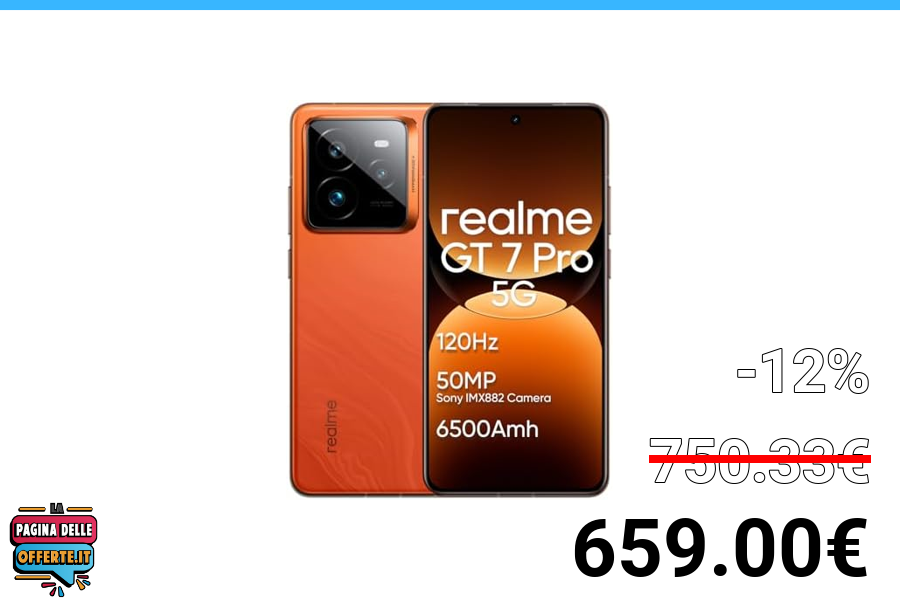 realme
GT 7 Pro
5G
120Hz
50MP
Sony IMX882 Camera
6500Amh
realme
-12%
750.33€
659.00€
LA
PAGINA DELLE
OFFERTE.IT